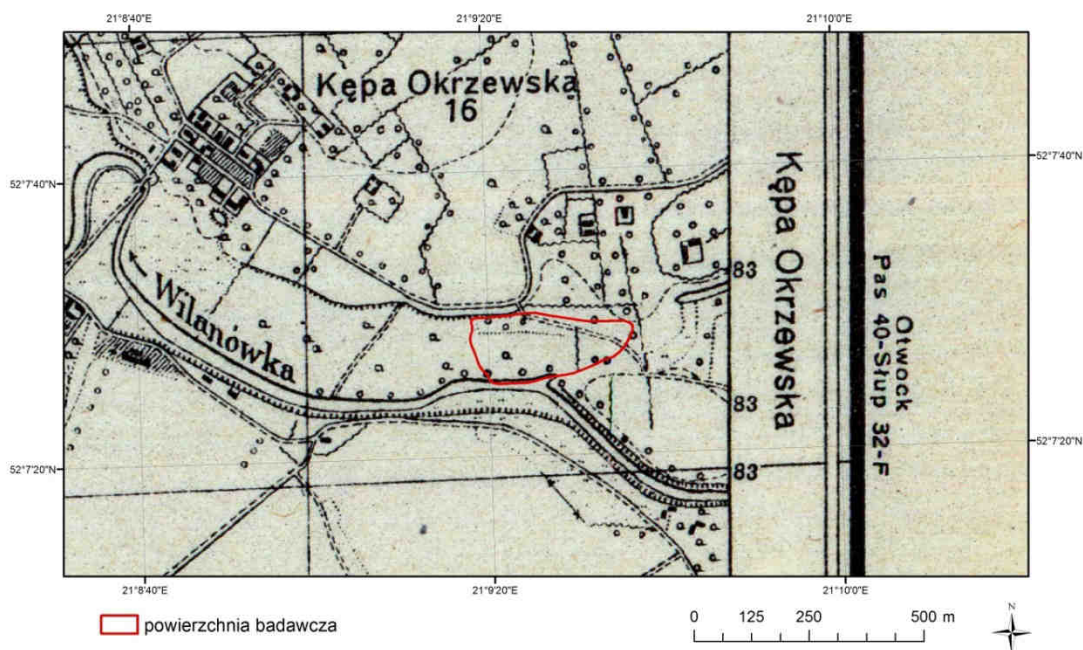 21°8'40"E 21°9'20"E 21°10'0"E
Kępa Okrzewska
16
52°7'40"N 52°7'40"N
Kępa Okrzewska
83
Wilanówka
Otwock
Pas 40-Słup 32-F
83
52°7'20"N 52°7'20"N
83
21°8'40"E 21°9'20"E 21°10'0"E
powierzchnia badawcza
0 125 250 500 m
N